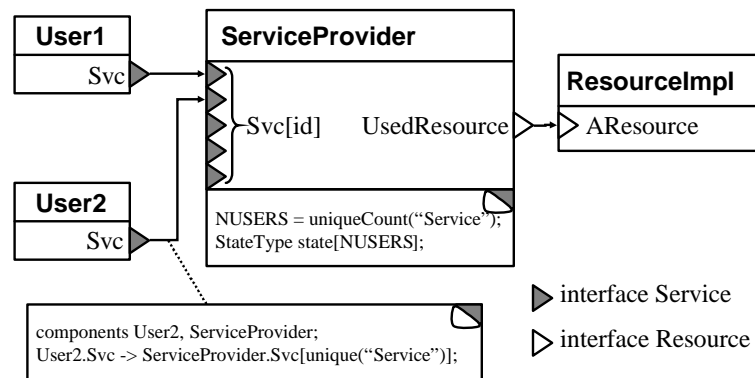 User1
Svc
ServiceProvider
Svc[id]
UsedResource
ResourceImpl
AResource
User2
Svc
NUSERS = uniqueCount(“Service”);
StateType state[NUSERS];
components User2, ServiceProvider;
User2.Svc -> ServiceProvider.Svc[unique(“Service”)];
interface Service
interface Resource